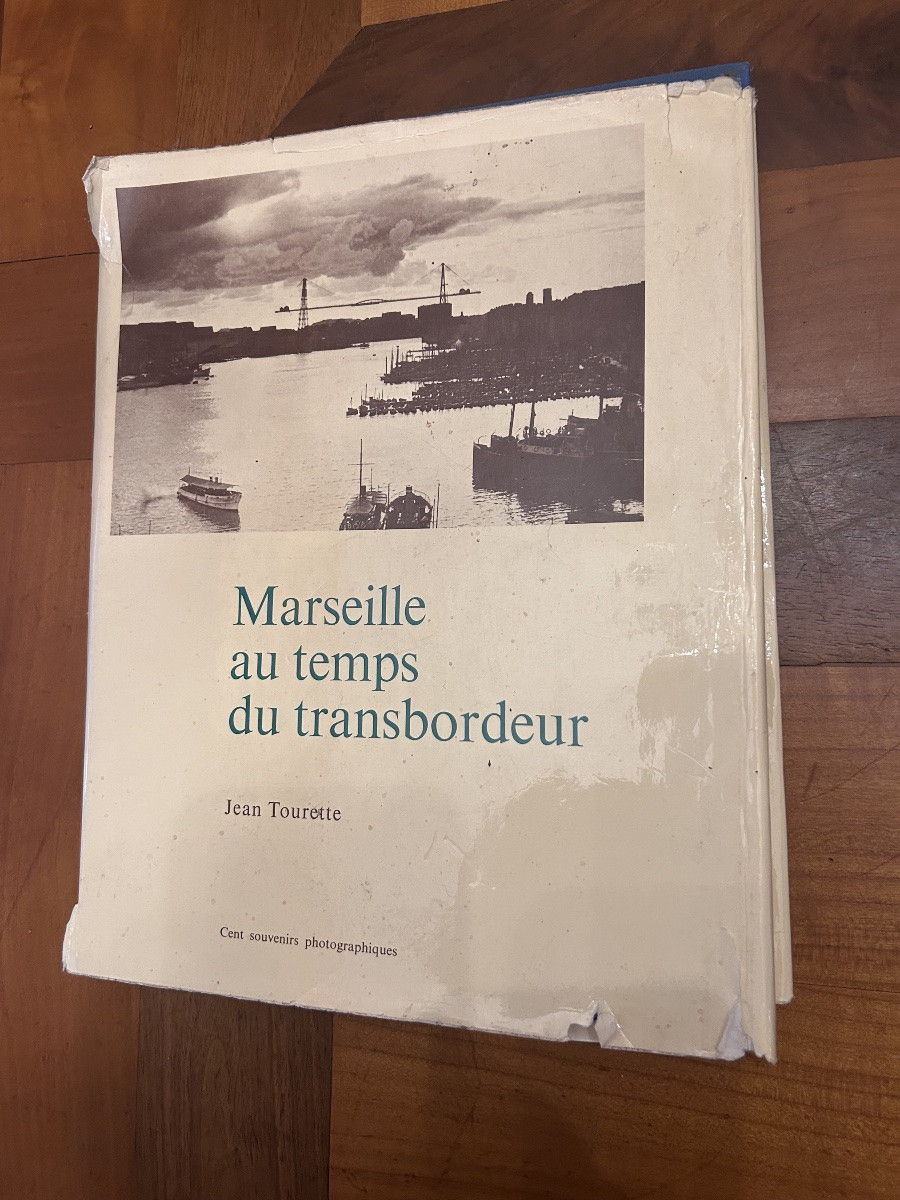 Marseille
au temps
du transbordeur
Jean Tourette
Cent souvenirs photographiques